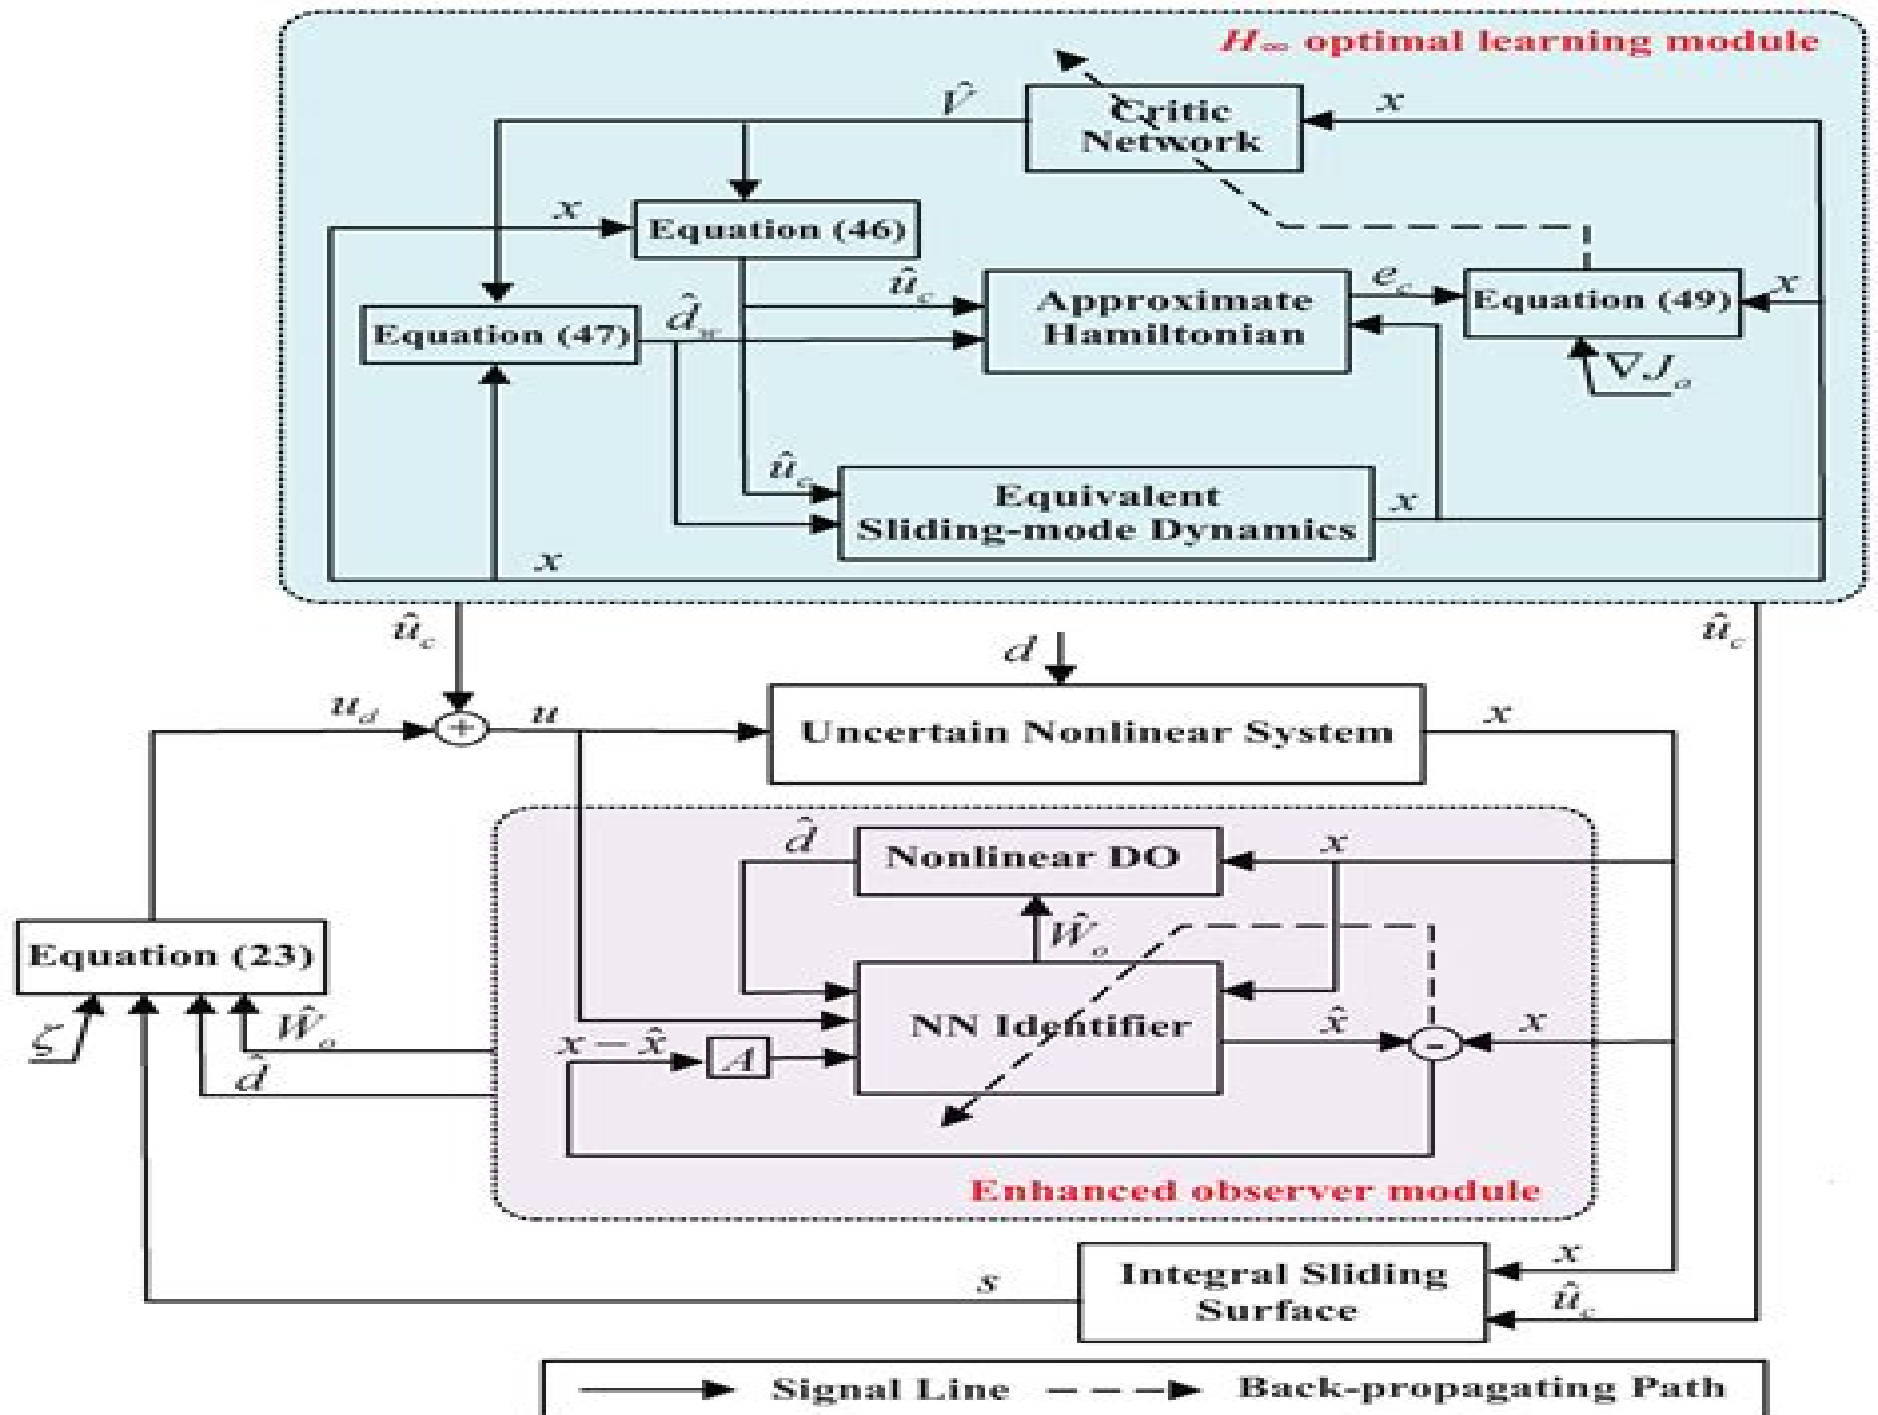 H∞ optimal learning module
V̂
Critic
Network
x
x
Equation (46)
û_c
Approximate
Hamiltonian
e_c
Equation (49)
x
Equation (47)
d̂_w
∇J_o
û_c
Equivalent
Sliding-mode Dynamics
x
x
û_c
d
û_c
u_d
+
u
Uncertain Nonlinear System
x
d̂
Nonlinear DO
x
Ŵ_o
Equation (23)
ζ
Ŵ_o
d̂
x − x̂
A
NN Identifier
x̂
-
x
Enhanced observer module
s
Integral Sliding
Surface
x
û_c
Signal Line
Back-propagating Path